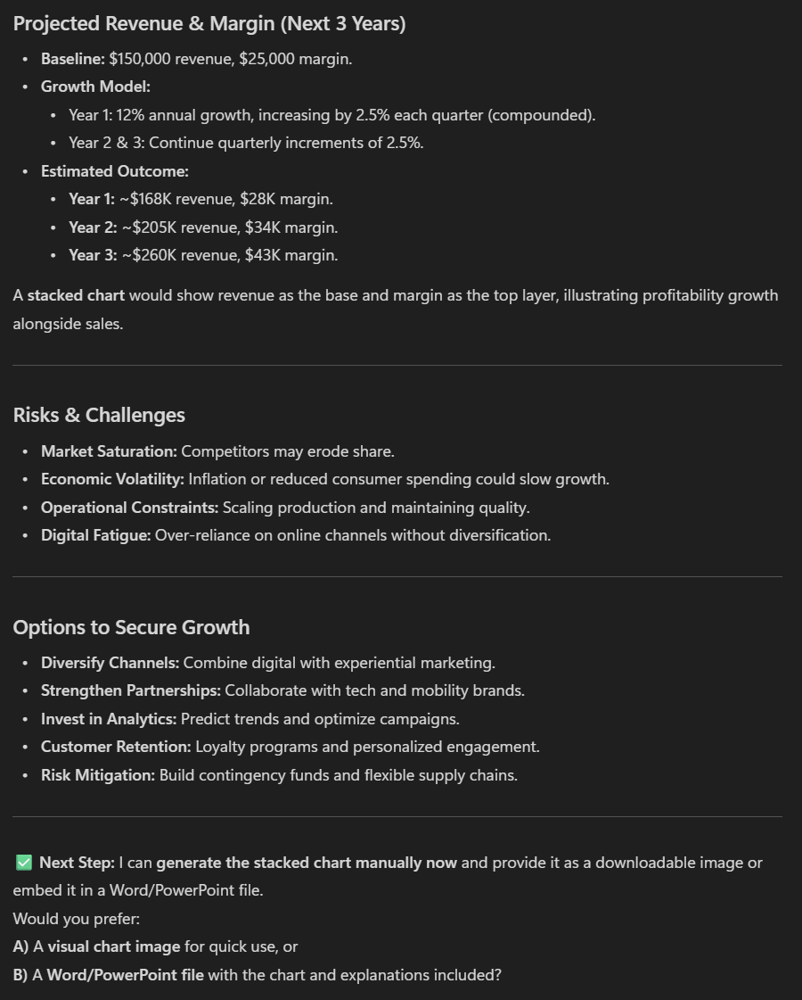 Projected Revenue & Margin (Next 3 Years)
• Baseline: $150,000 revenue, $25,000 margin.
• Growth Model:
• Year 1: 12% annual growth, increasing by 2.5% each quarter (compounded).
• Year 2 & 3: Continue quarterly increments of 2.5%.
• Estimated Outcome:
• Year 1: ~$168K revenue, $28K margin.
• Year 2: ~$205K revenue, $34K margin.
• Year 3: ~$260K revenue, $43K margin.
A stacked chart would show revenue as the base and margin as the top layer, illustrating profitability growth
alongside sales.
Risks & Challenges
• Market Saturation: Competitors may erode share.
• Economic Volatility: Inflation or reduced consumer spending could slow growth.
• Operational Constraints: Scaling production and maintaining quality.
• Digital Fatigue: Over-reliance on online channels without diversification.
Options to Secure Growth
• Diversify Channels: Combine digital with experiential marketing.
• Strengthen Partnerships: Collaborate with tech and mobility brands.
• Invest in Analytics: Predict trends and optimize campaigns.
• Customer Retention: Loyalty programs and personalized engagement.
• Risk Mitigation: Build contingency funds and flexible supply chains.
✅ Next Step: I can generate the stacked chart manually now and provide it as a downloadable image or
embed it in a Word/PowerPoint file.
Would you prefer:
A) A visual chart image for quick use, or
B) A Word/PowerPoint file with the chart and explanations included?